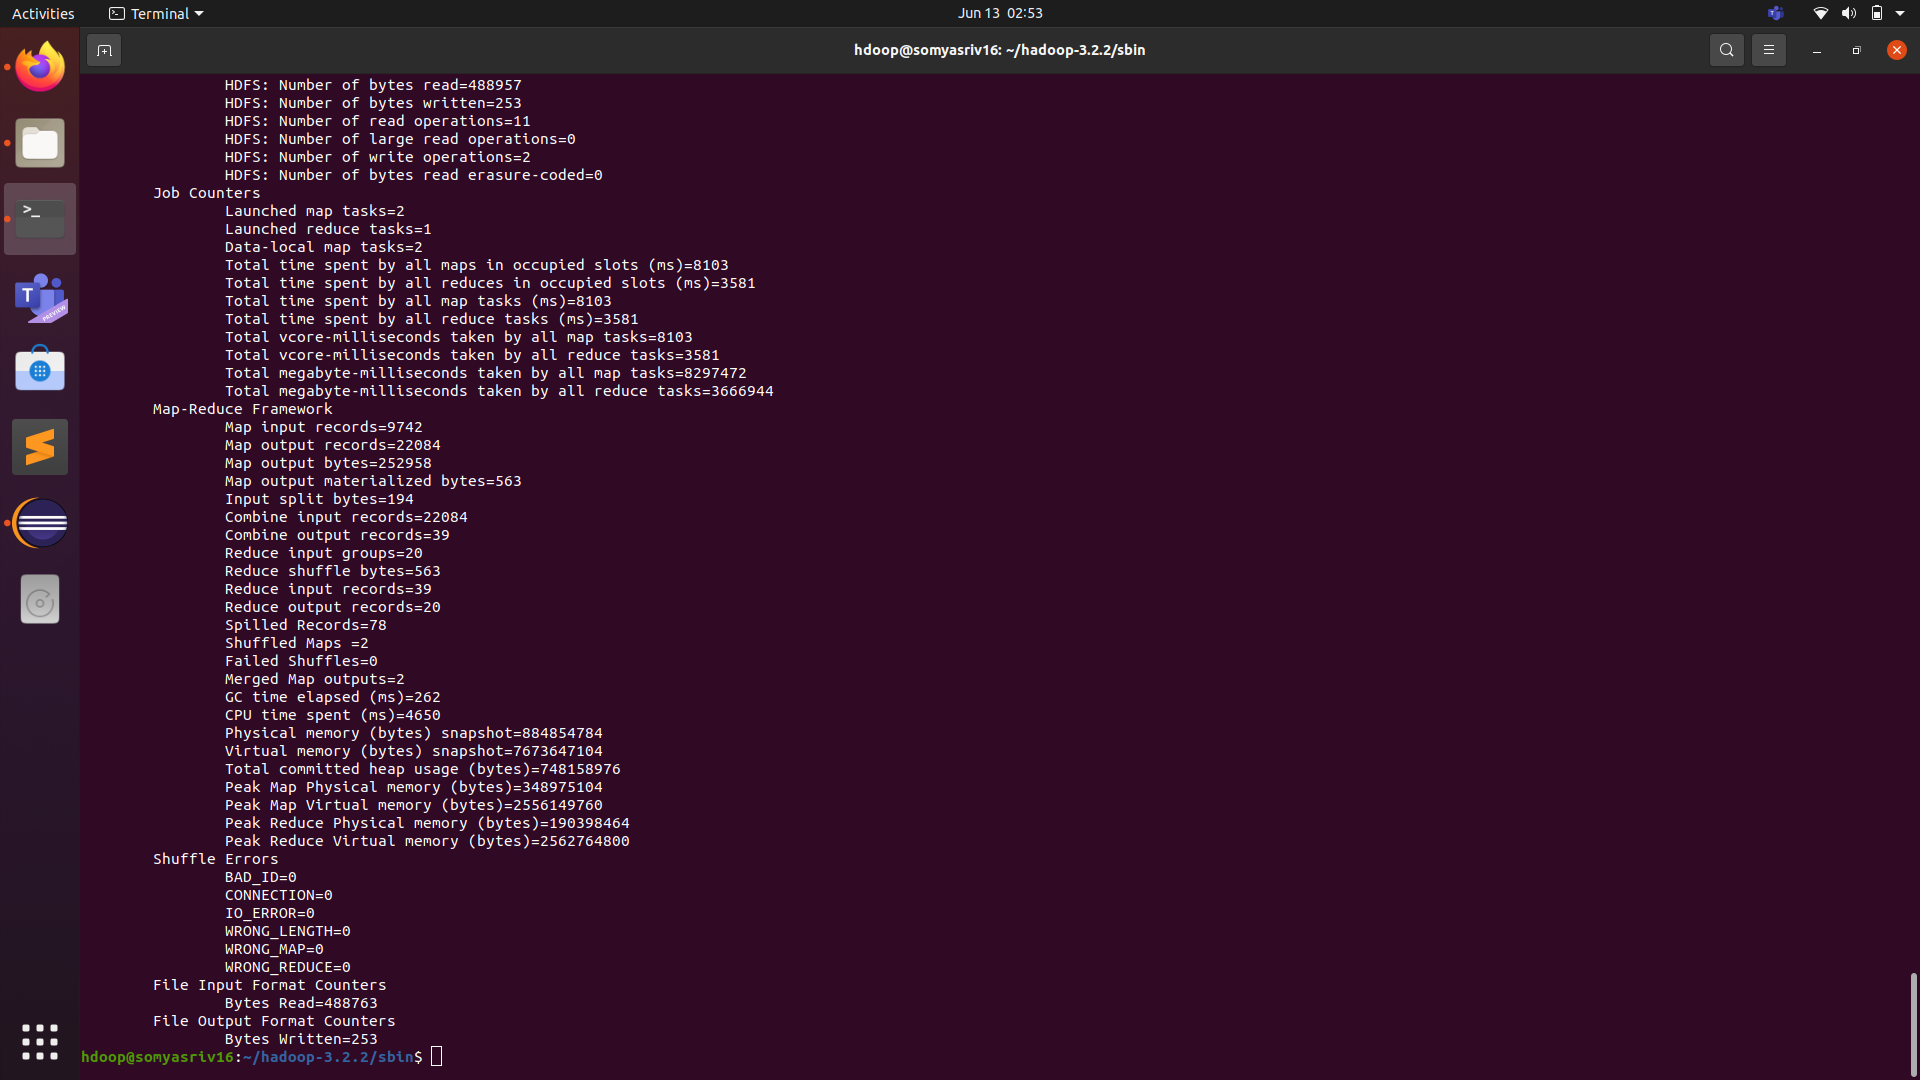 Activities
Terminal
Jun 13 02:53
hdoop@somyasriv16: ~/hadoop-3.2.2/sbin
HDFS: Number of bytes read=488957
HDFS: Number of bytes written=253
HDFS: Number of read operations=11
HDFS: Number of large read operations=0
HDFS: Number of write operations=2
HDFS: Number of bytes read erasure-coded=0
Job Counters
Launched map tasks=2
Launched reduce tasks=1
Data-local map tasks=2
Total time spent by all maps in occupied slots (ms)=8103
Total time spent by all reduces in occupied slots (ms)=3581
Total time spent by all map tasks (ms)=8103
Total time spent by all reduce tasks (ms)=3581
Total vcore-milliseconds taken by all map tasks=8103
Total vcore-milliseconds taken by all reduce tasks=3581
Total megabyte-milliseconds taken by all map tasks=8297472
Total megabyte-milliseconds taken by all reduce tasks=3666944
Map-Reduce Framework
Map input records=9742
Map output records=22084
Map output bytes=252958
Map output materialized bytes=563
Input split bytes=194
Combine input records=22084
Combine output records=39
Reduce input groups=20
Reduce shuffle bytes=563
Reduce input records=39
Reduce output records=20
Spilled Records=78
Shuffled Maps =2
Failed Shuffles=0
Merged Map outputs=2
GC time elapsed (ms)=262
CPU time spent (ms)=4650
Physical memory (bytes) snapshot=884854784
Virtual memory (bytes) snapshot=7673647104
Total committed heap usage (bytes)=748158976
Peak Map Physical memory (bytes)=348975104
Peak Map Virtual memory (bytes)=2556149760
Peak Reduce Physical memory (bytes)=190398464
Peak Reduce Virtual memory (bytes)=2562764800
Shuffle Errors
BAD_ID=0
CONNECTION=0
IO_ERROR=0
WRONG_LENGTH=0
WRONG_MAP=0
WRONG_REDUCE=0
File Input Format Counters
Bytes Read=488763
File Output Format Counters
Bytes Written=253
hdoop@somyasriv16:~/hadoop-3.2.2/sbin$
>_
T
PREVIEW